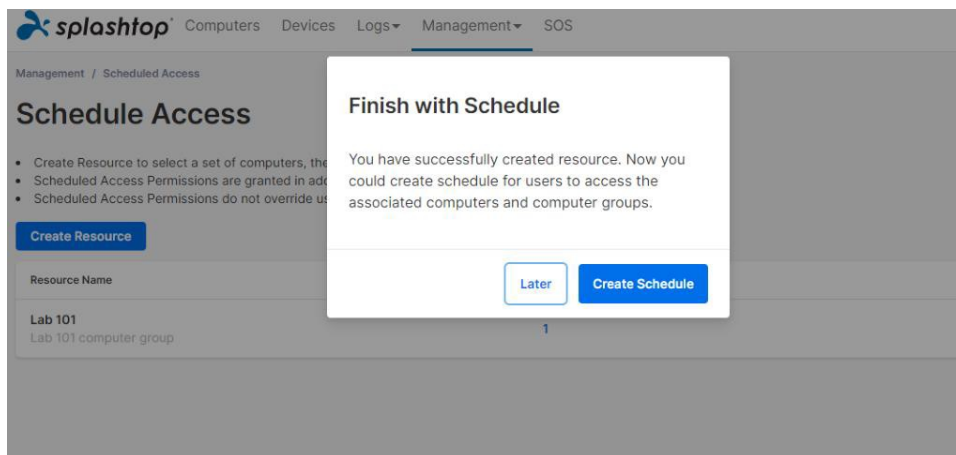 splashtop Computers Devices Logs Management SOS
Management / Scheduled Access
Schedule Access
Create Resource to select a set of computers, the
Scheduled Access Permissions are granted in add
Scheduled Access Permissions do not override us
Create Resource
Resource Name
Lab 101
Lab 101 computer group
1
Finish with Schedule
You have successfully created resource. Now you
could create schedule for users to access the
associated computers and computer groups.
Later Create Schedule